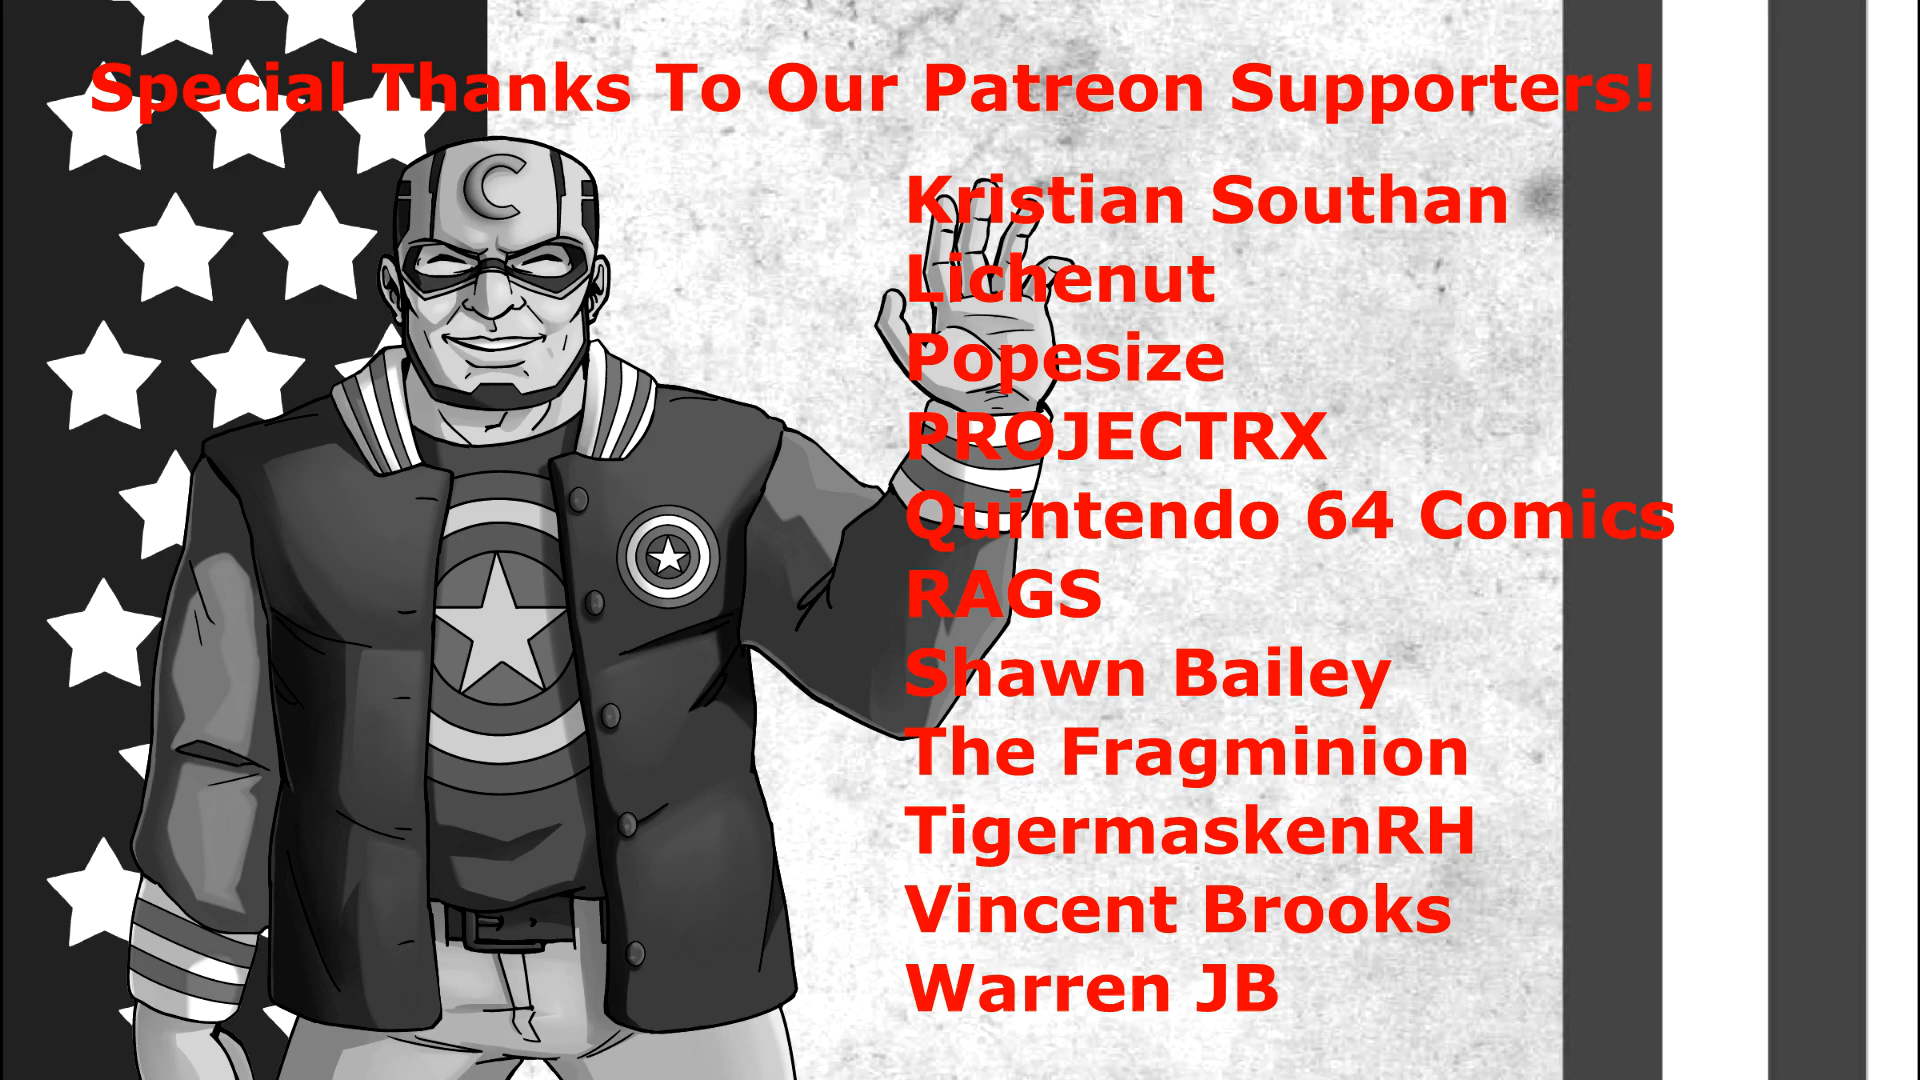 Special Thanks To Our Patreon Supporters!
C
Kristian Southan
Lichenut
Popesize
PROJECTRX
Quintendo 64 Comics
RAGS
Shawn Bailey
The Fragminion
TigermaskenRH
Vincent Brooks
Warren JB